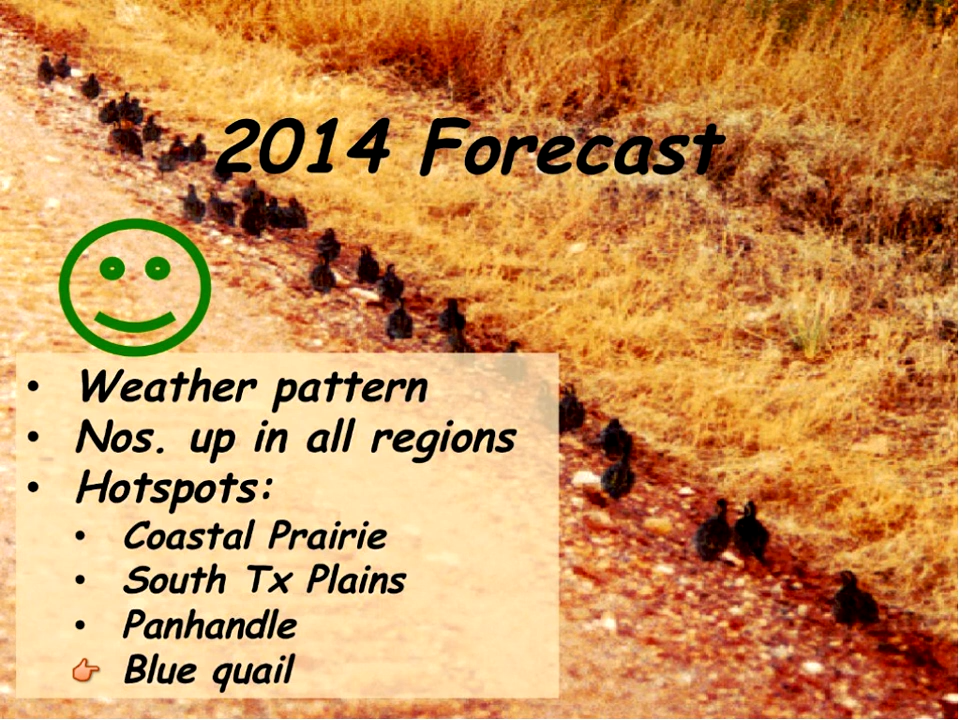 2014 Forecast
• Weather pattern
• Nos. up in all regions
• Hotspots:
• Coastal Prairie
• South Tx Plains
• Panhandle
Blue quail